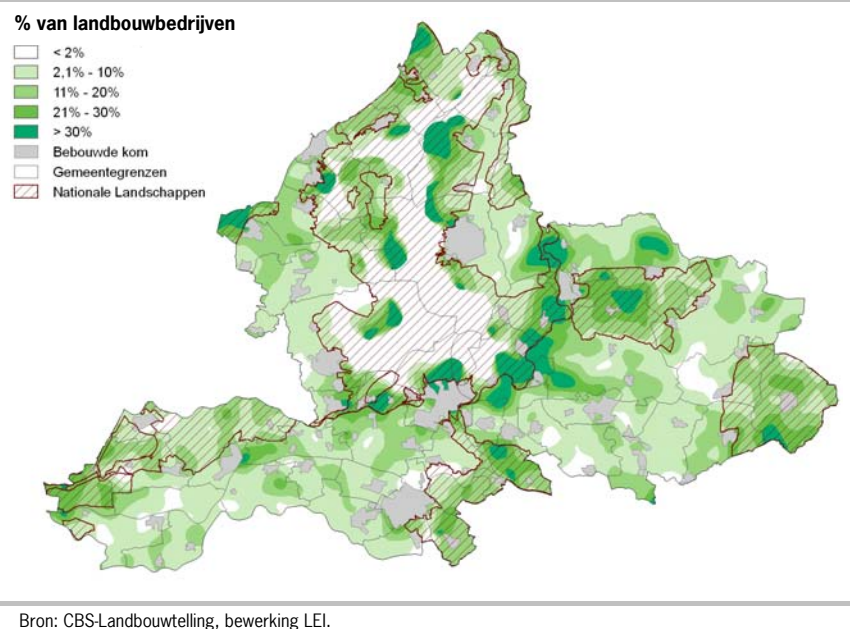 % van landbouwbedrijven
< 2%
2,1% - 10%
11% - 20%
21% - 30%
> 30%
Bebouwde kom
Gemeentegrenzen
Nationale Landschappen
Bron: CBS-Landbouwtelling, bewerking LEI.